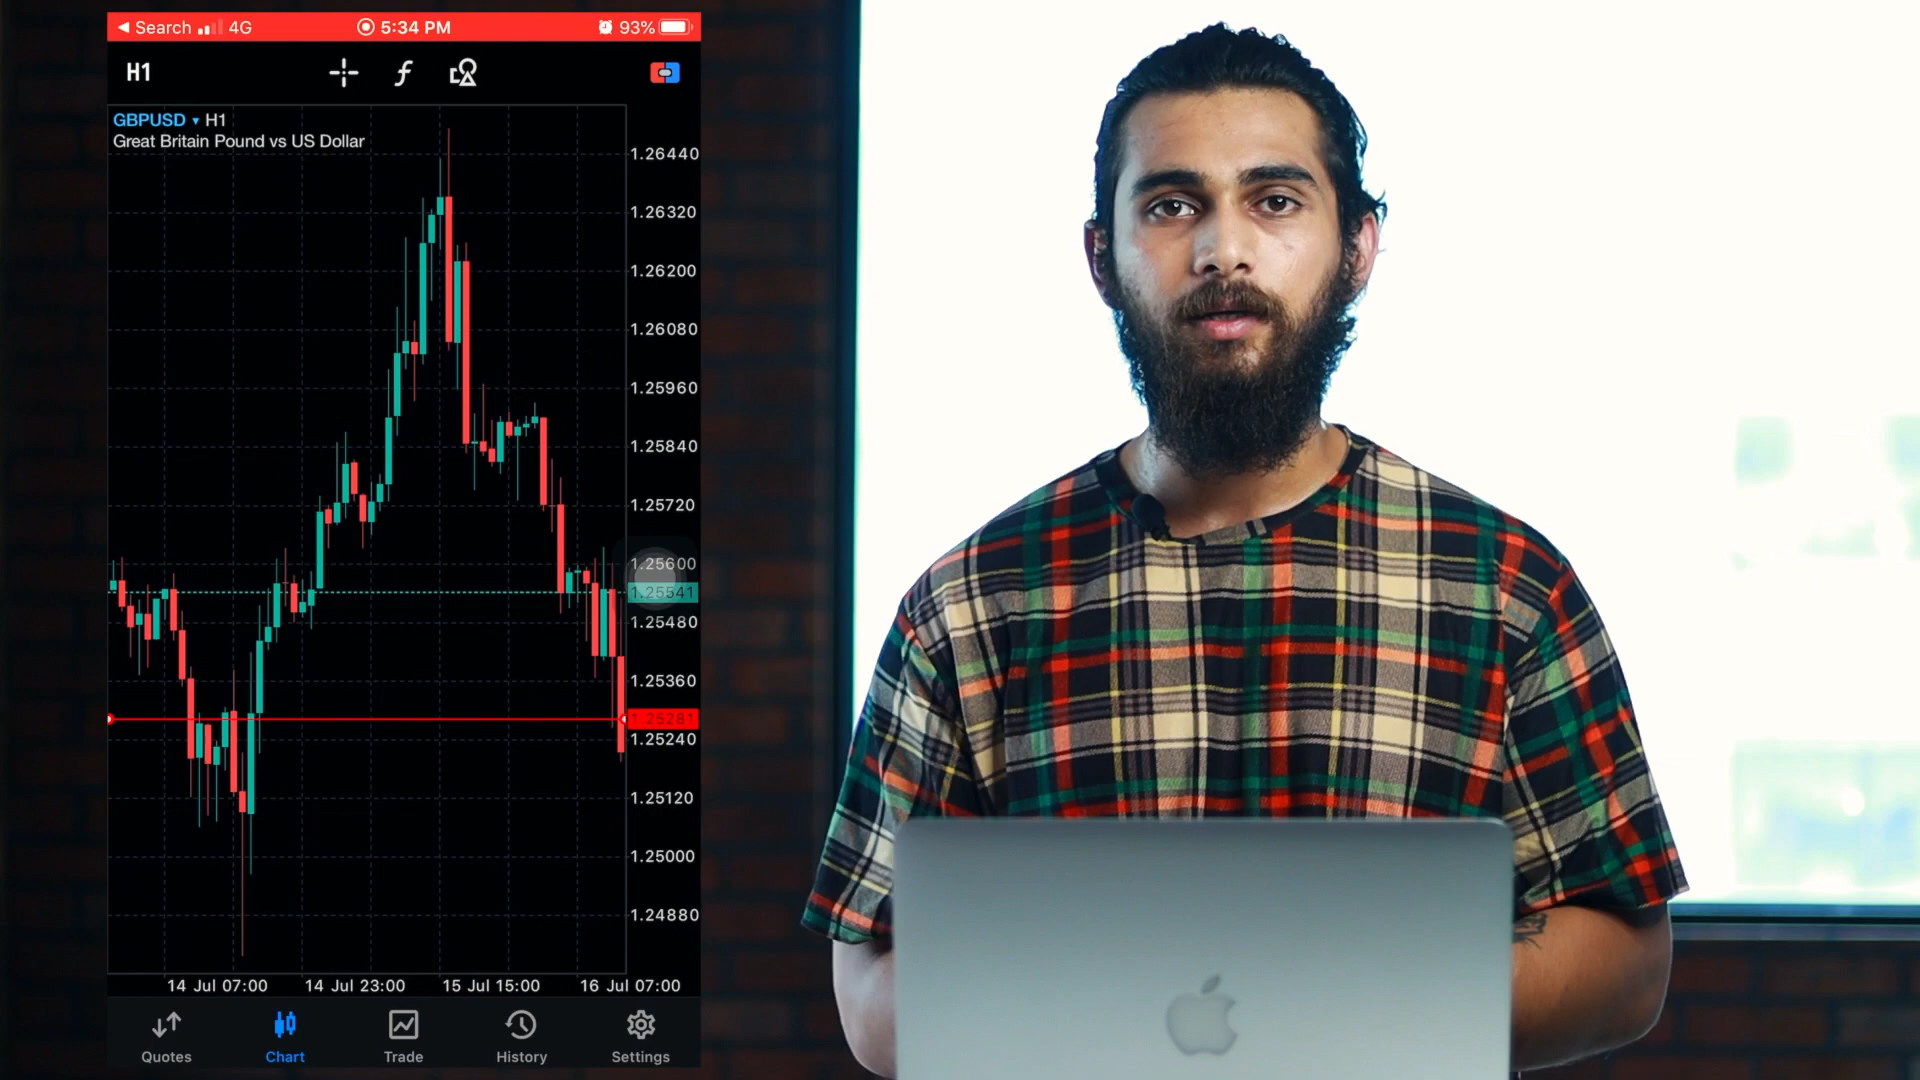 ◀ Search 4G 5:34 PM 93%
H1 f
GBPUSD ▾ H1
Great Britain Pound vs US Dollar
1.26440
1.26320
1.26200
1.26080
1.25960
1.25840
1.25720
1.25600
1.25541
1.25480
1.25360
1.25281
1.25240
1.25120
1.25000
1.24880
14 Jul 07:00 14 Jul 23:00 15 Jul 15:00 16 Jul 07:00
Quotes Chart Trade History Settings